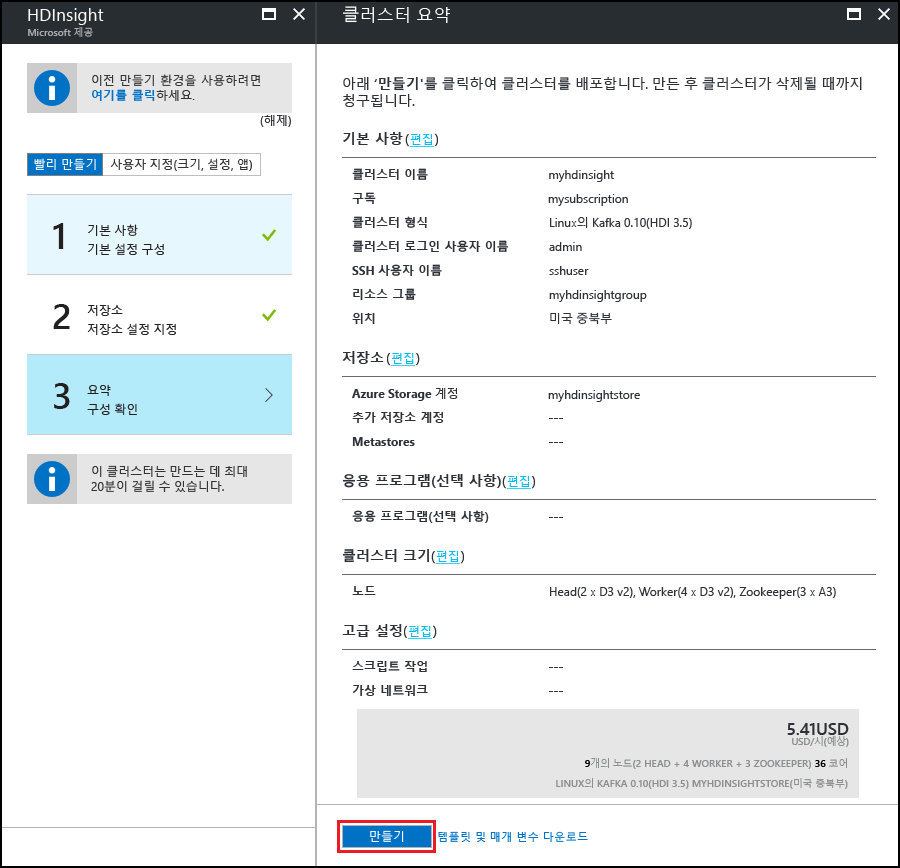 HDInsight
Microsoft 제공
이전 만들기 환경을 사용하려면
여기를 클릭하세요.
(해제)
빨리 만들기 사용자 지정(크기, 설정, 앱)
1 기본 사항
기본 설정 구성
2 저장소
저장소 설정 지정
3 요약
구성 확인
이 클러스터는 만드는 데 최대
20분이 걸릴 수 있습니다.
클러스터 요약
아래 '만들기'를 클릭하여 클러스터를 배포합니다. 만든 후 클러스터가 삭제될 때까지
청구됩니다.
기본 사항(편집)
클러스터 이름 myhdinsight
구독 mysubscription
클러스터 형식 Linux의 Kafka 0.10(HDI 3.5)
클러스터 로그인 사용자 이름 admin
SSH 사용자 이름 sshuser
리소스 그룹 myhdinsightgroup
위치 미국 중북부
저장소(편집)
Azure Storage 계정 myhdinsightstore
추가 저장소 계정 ---
Metastores ---
응용 프로그램(선택 사항)(편집)
응용 프로그램(선택 사항) ---
클러스터 크기(편집)
노드 Head(2 x D3 v2), Worker(4 x D3 v2), Zookeeper(3 x A3)
고급 설정(편집)
스크립트 작업 ---
가상 네트워크 ---
5.41USD
USD/시(예상)
9개의 노드(2 HEAD + 4 WORKER + 3 ZOOKEEPER) 36 코어
LINUX의 KAFKA 0.10(HDI 3.5) MYHDINSIGHTSTORE(미국 중북부)
만들기 템플릿 및 매개 변수 다운로드